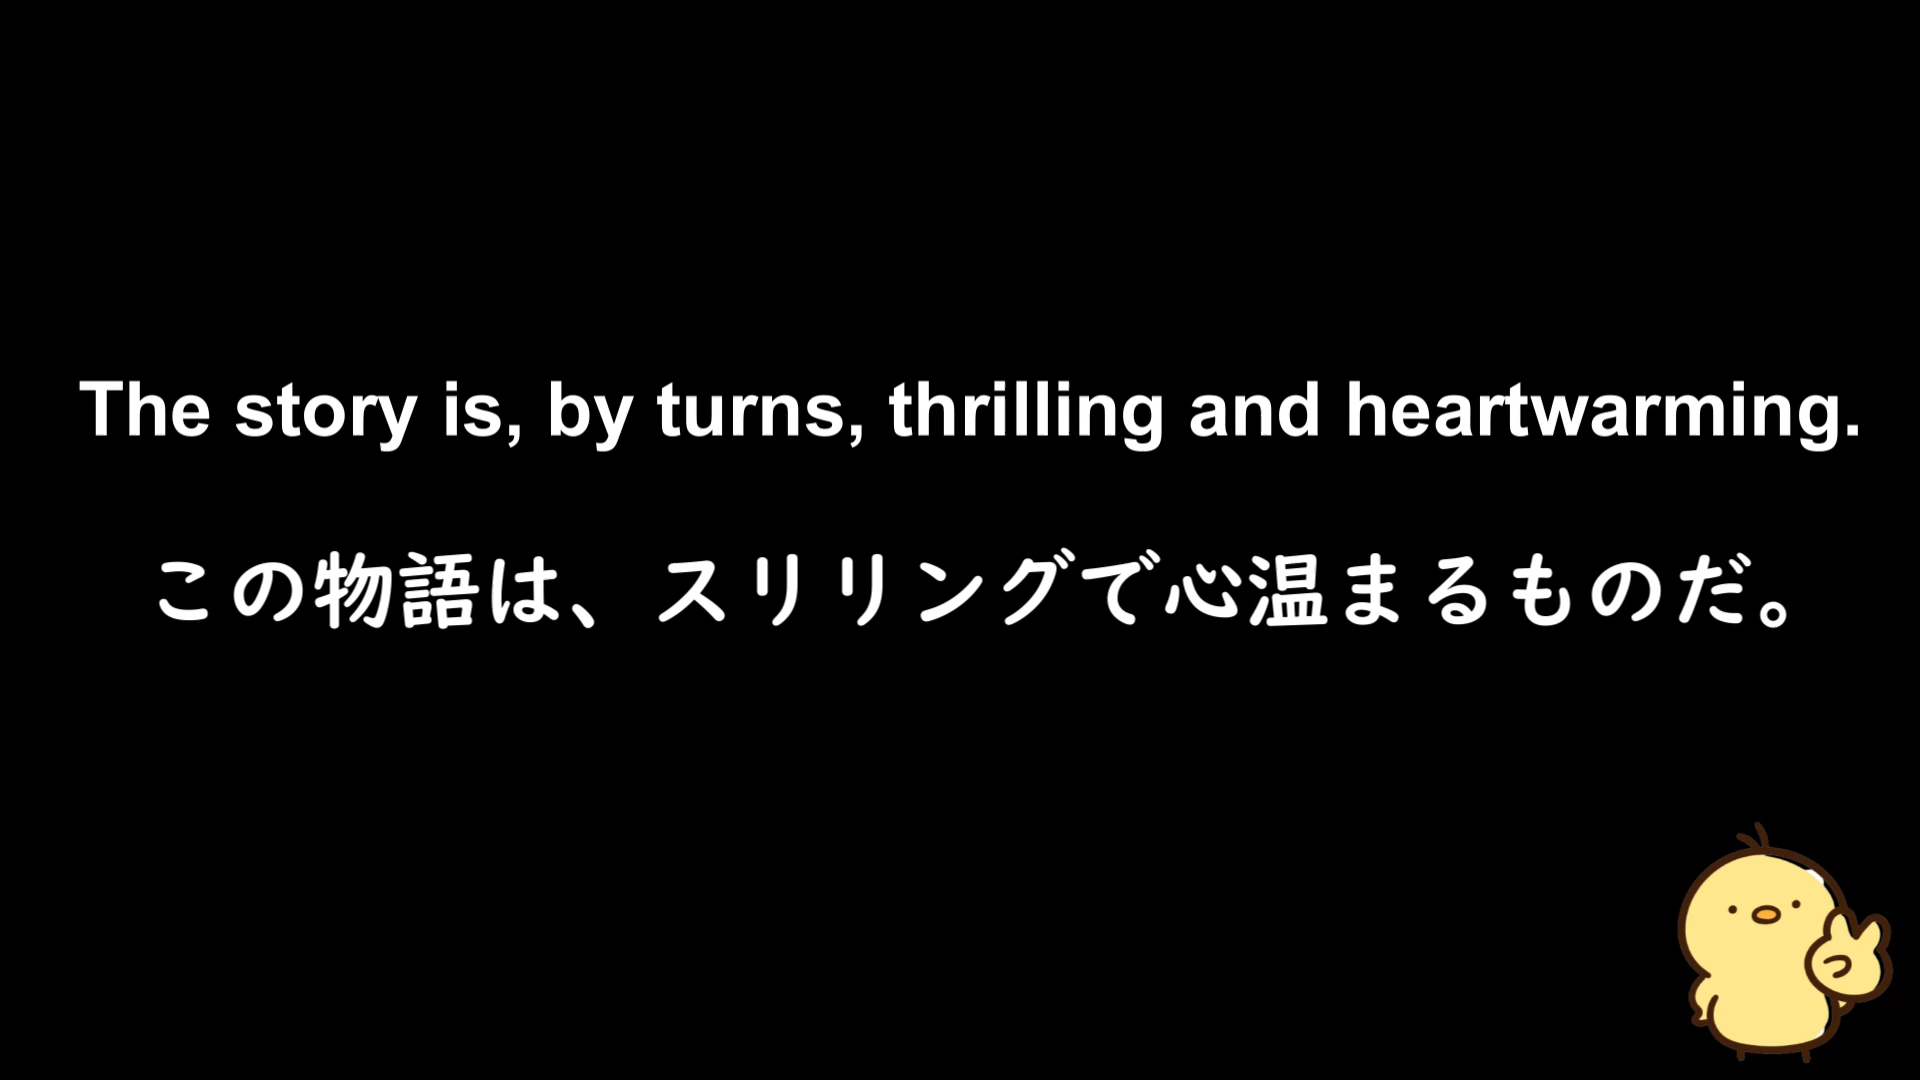 The story is, by turns, thrilling and heartwarming.
この物語は、スリリングで心温まるものだ。